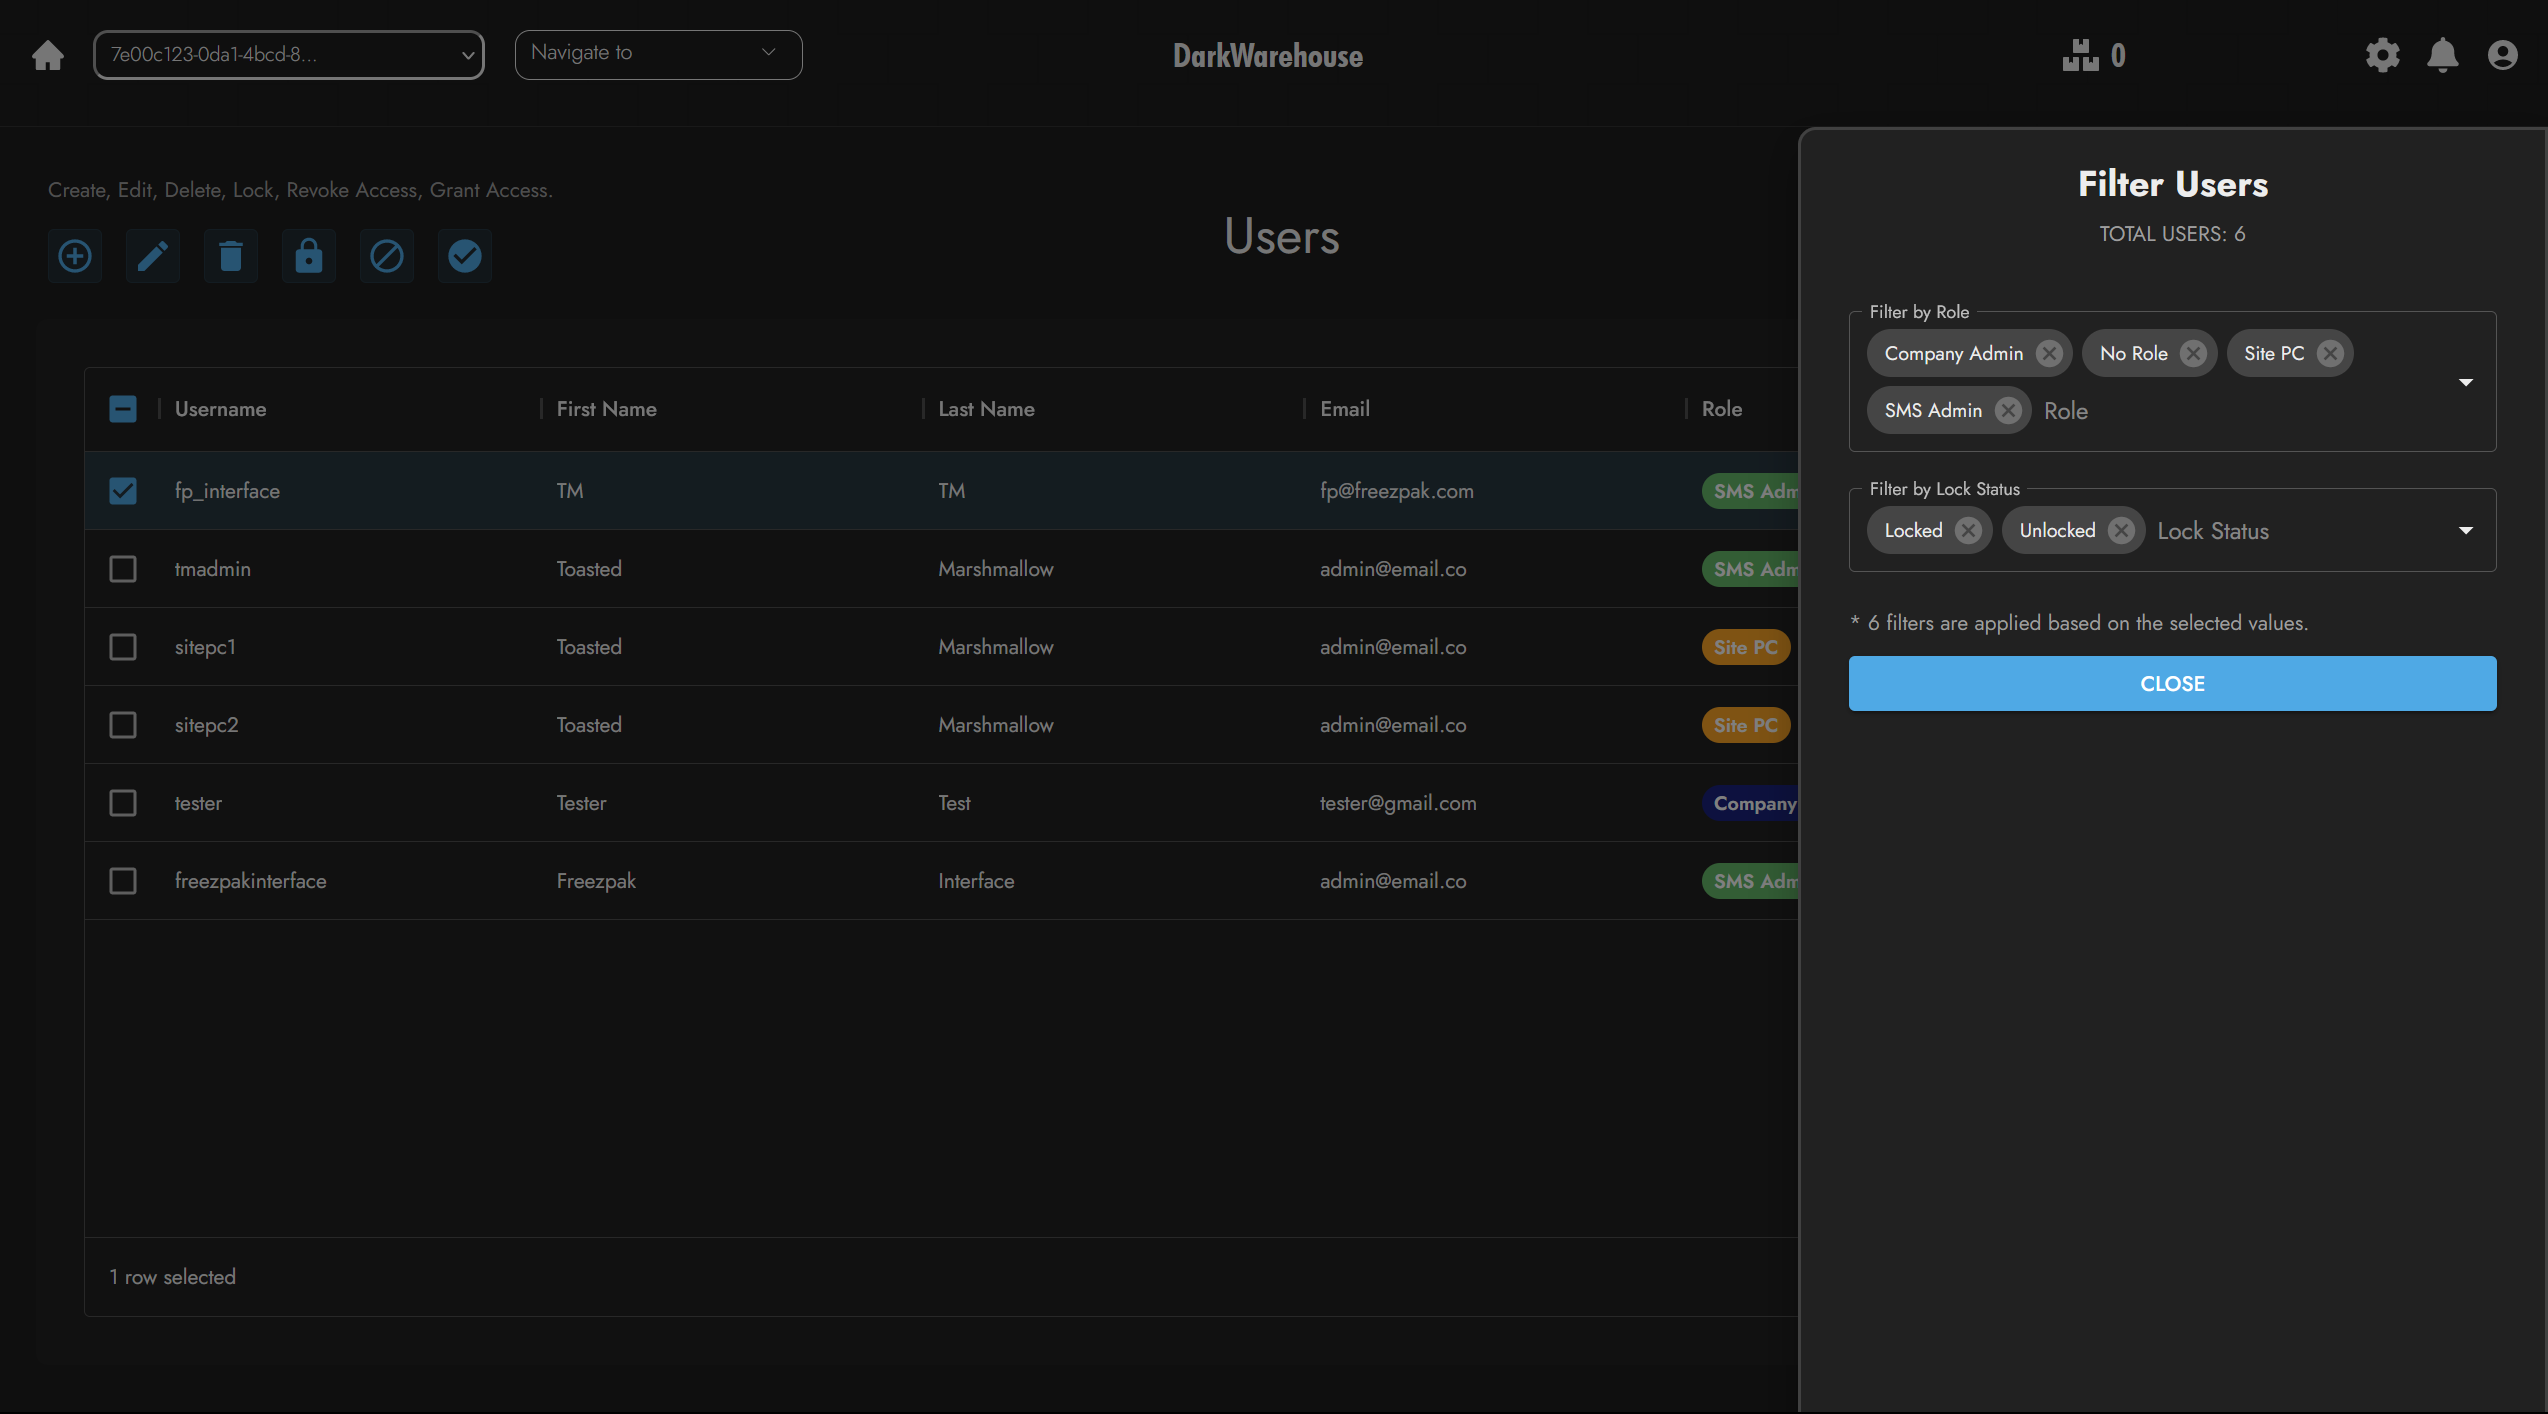 7e00c123-0da1-4bcd-8...
Navigate to
DarkWarehouse
0
Create, Edit, Delete, Lock, Revoke Access, Grant Access.
Users
Username First Name Last Name Email Role
fp_interface TM TM fp@freezpak.com SMS Adm
tmadmin Toasted Marshmallow admin@email.co SMS Adm
sitepc1 Toasted Marshmallow admin@email.co Site PC
sitepc2 Toasted Marshmallow admin@email.co Site PC
tester Tester Test tester@gmail.com Company
freezpakinterface Freezpak Interface admin@email.co SMS Adm
1 row selected
Filter Users
TOTAL USERS: 6
Filter by Role
Company Admin No Role Site PC
SMS Admin Role
Filter by Lock Status
Locked Unlocked Lock Status
* 6 filters are applied based on the selected values.
CLOSE